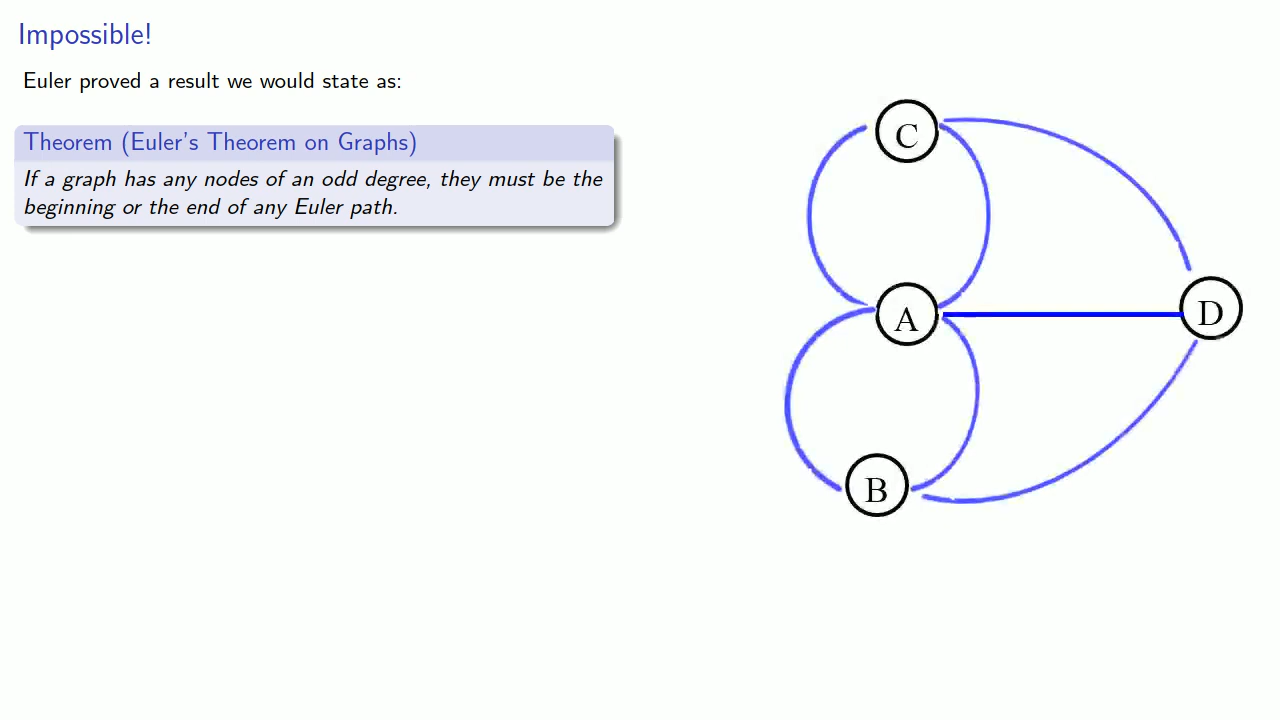 Impossible!
Euler proved a result we would state as:
Theorem (Euler's Theorem on Graphs)
If a graph has any nodes of an odd degree, they must be the
beginning or the end of any Euler path.
C
A
D
B